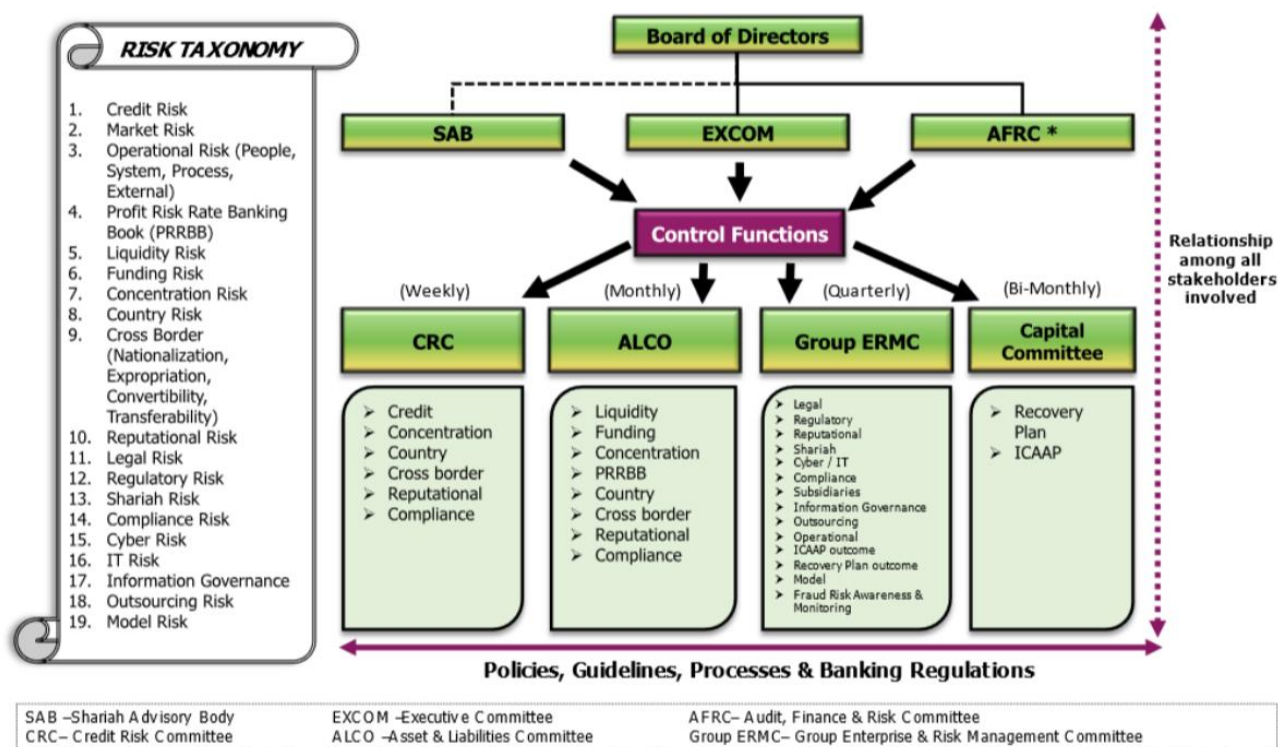 RISK TAXONOMY
1. Credit Risk
2. Market Risk
3. Operational Risk (People,
System, Process,
External)
4. Profit Risk Rate Banking
Book (PRRBB)
5. Liquidity Risk
6. Funding Risk
7. Concentration Risk
8. Country Risk
9. Cross Border
(Nationalization,
Expropriation,
Convertibility,
Transferability)
10. Reputational Risk
11. Legal Risk
12. Regulatory Risk
13. Shariah Risk
14. Compliance Risk
15. Cyber Risk
16. IT Risk
17. Information Governance
18. Outsourcing Risk
19. Model Risk
Board of Directors
SAB
EXCOM
AFRC *
Control Functions
(Weekly)
(Monthly)
(Quarterly)
(Bi-Monthly)
CRC
ALCO
Group ERMC
Capital
Committee
➢ Credit
➢ Concentration
➢ Country
➢ Cross border
➢ Reputational
➢ Compliance
➢ Liquidity
➢ Funding
➢ Concentration
➢ PRRBB
➢ Country
➢ Cross border
➢ Reputational
➢ Compliance
➢ Legal
➢ Regulatory
➢ Reputational
➢ Shariah
➢ Cyber / IT
➢ Compliance
➢ Subsidiaries
➢ Information Governance
➢ Outsourcing
➢ Operational
➢ ICAAP outcome
➢ Recovery Plan outcome
➢ Model
➢ Fraud Risk Awareness &
Monitoring
➢ Recovery
Plan
➢ ICAAP
Relationship
among all
stakeholders
involved
Policies, Guidelines, Processes & Banking Regulations
SAB –Shariah Advisory Body
EXCOM –Executive Committee
AFRC– Audit, Finance & Risk Committee
CRC– Credit Risk Committee
ALCO –Asset & Liabilities Committee
Group ERMC– Group Enterprise & Risk Management Committee